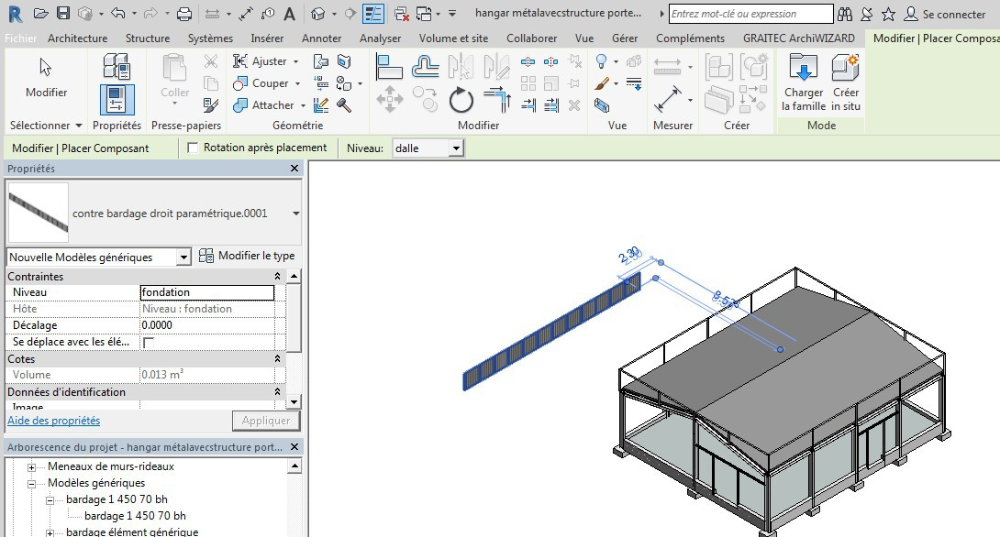 hangar métalavecstructure porte...
Entrez mot-clé ou expression
Se connecter
Fichier Architecture Structure Systèmes Insérer Annoter Analyser Volume et site Collaborer Vue Gérer Compléments GRAITEC ArchiWIZARD Modifier | Placer Composa
Modifier
Sélectionner
Propriétés
Coller
Presse-papiers
Ajuster
Couper
Attacher
Géométrie
Modifier
Vue
Mesurer
Créer
Charger
la famille
Créer
in situ
Mode
Modifier | Placer Composant
Rotation après placement
Niveau: dalle
Propriétés
contre bardage droit paramétrique.0001
Nouvelle Modèles génériques
Modifier le type
Contraintes
Niveau fondation
Hôte Niveau : fondation
Décalage 0.0000
Se déplace avec les élé...
Cotes
Volume 0.013 m³
Données d'identification
Image
Aide des propriétés
Appliquer
Arborescence du projet - hangar métalavecstructure port...
Meneaux de murs-rideaux
Modèles génériques
bardage 1 450 70 bh
bardage 1 450 70 bh
bardage élément générique